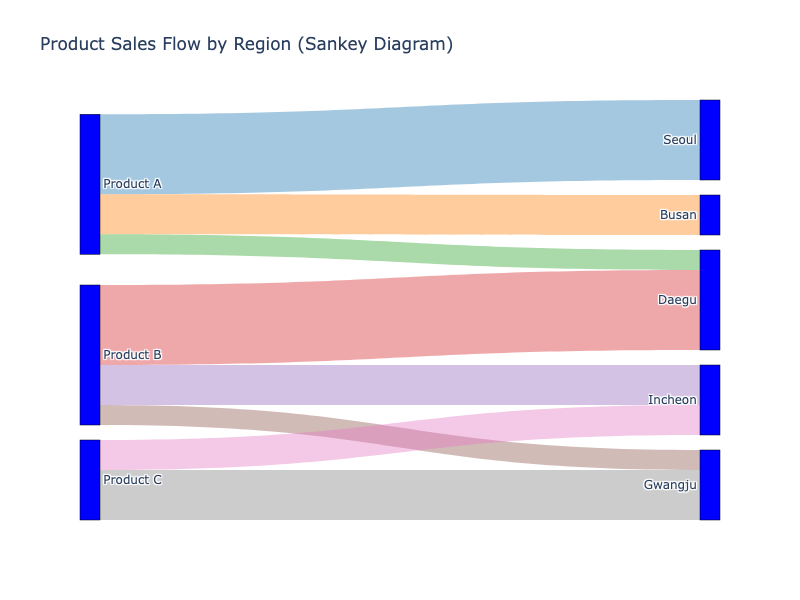 Product Sales Flow by Region (Sankey Diagram)
Seoul
Product A
Busan
Daegu
Product B
Incheon
Product C
Gwangju